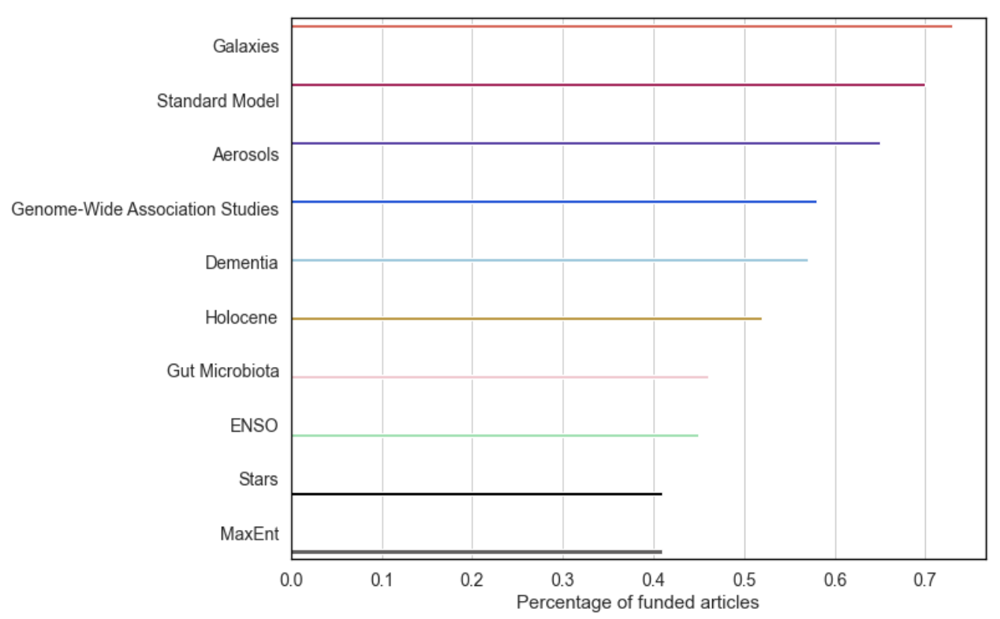 Galaxies
Standard Model
Aerosols
Genome-Wide Association Studies
Dementia
Holocene
Gut Microbiota
ENSO
Stars
MaxEnt
0.0 0.1 0.2 0.3 0.4 0.5 0.6 0.7
Percentage of funded articles